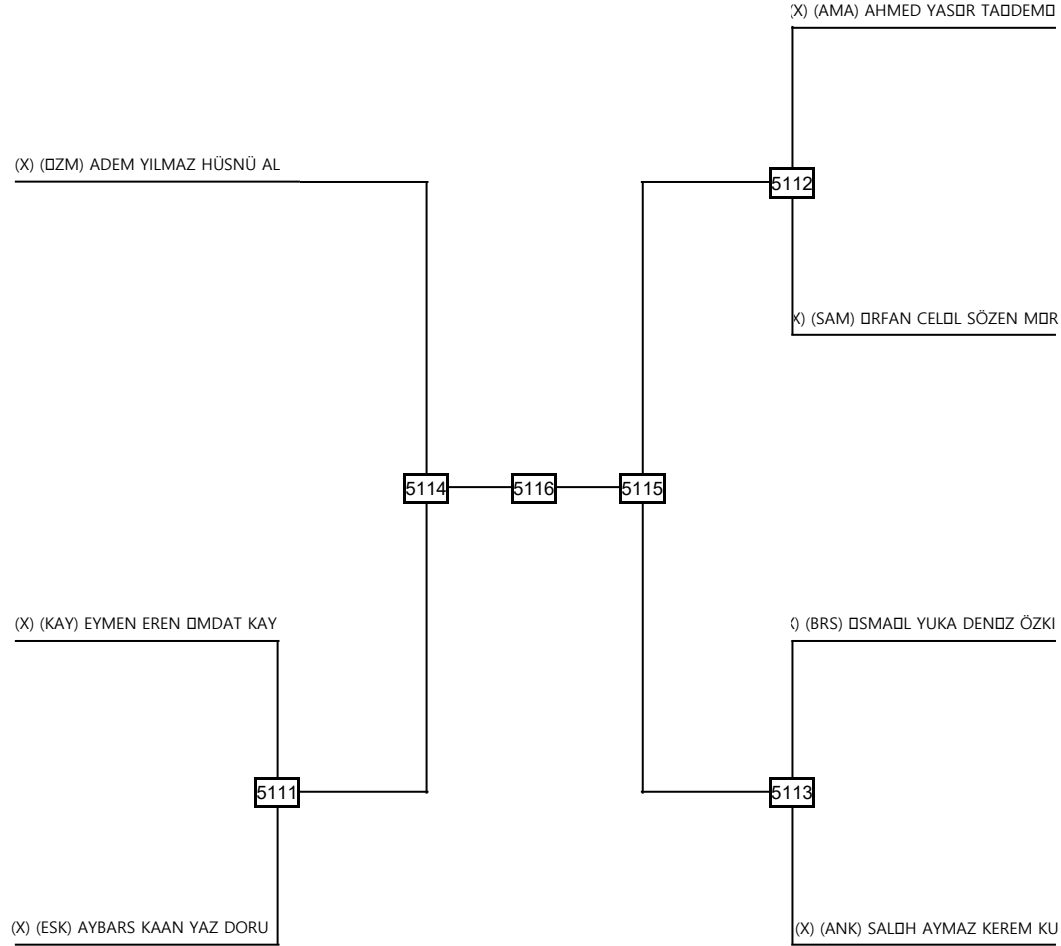 (X) (AMA) AHMED YAS▯R TA▯DEM▯
(X) (▯ZM) ADEM YILMAZ HÜSNÜ AL
5112
X) (SAM) ▯RFAN CEL▯L SÖZEN M▯R
5114
5116
5115
(X) (KAY) EYMEN EREN ▯MDAT KAY
X) (BRS) ▯SMA▯L YUKA DEN▯Z ÖZKI
5111
5113
(X) (ESK) AYBARS KAAN YAZ DORU
(X) (ANK) SAL▯H AYMAZ KEREM KU